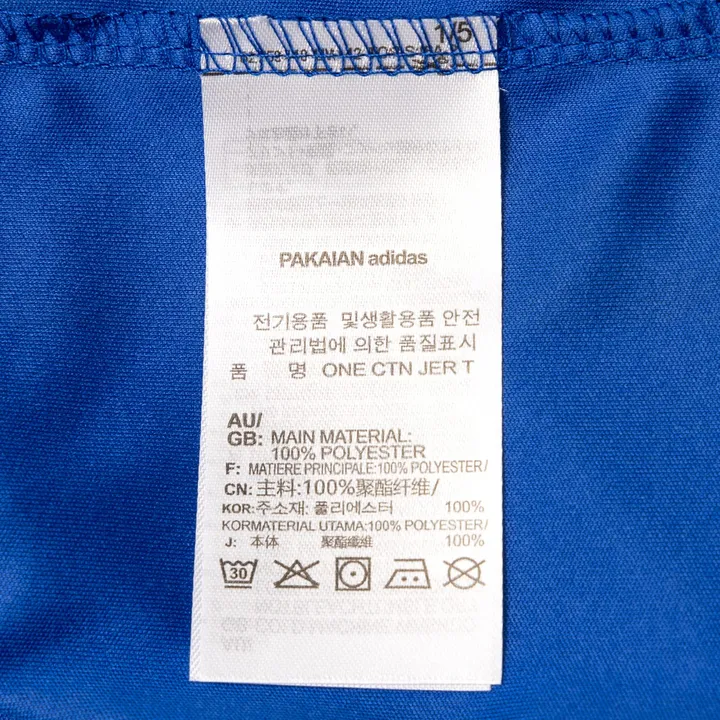 1/5
PAKAIAN adidas
전기용품 및생활용품 안전
관리법에 의한 품질표시
품 명 ONE CTN JER T
AU/
GB: MAIN MATERIAL:
100% POLYESTER
F: MATIERE PRINCIPALE:100% POLYESTER/
CN: 主料:100%聚酯纤维/
KOR:주소재: 폴리에스터 100%
KORMATERIAL UTAMA:100% POLYESTER/
J: 本体 聚酯纖维 100%
30